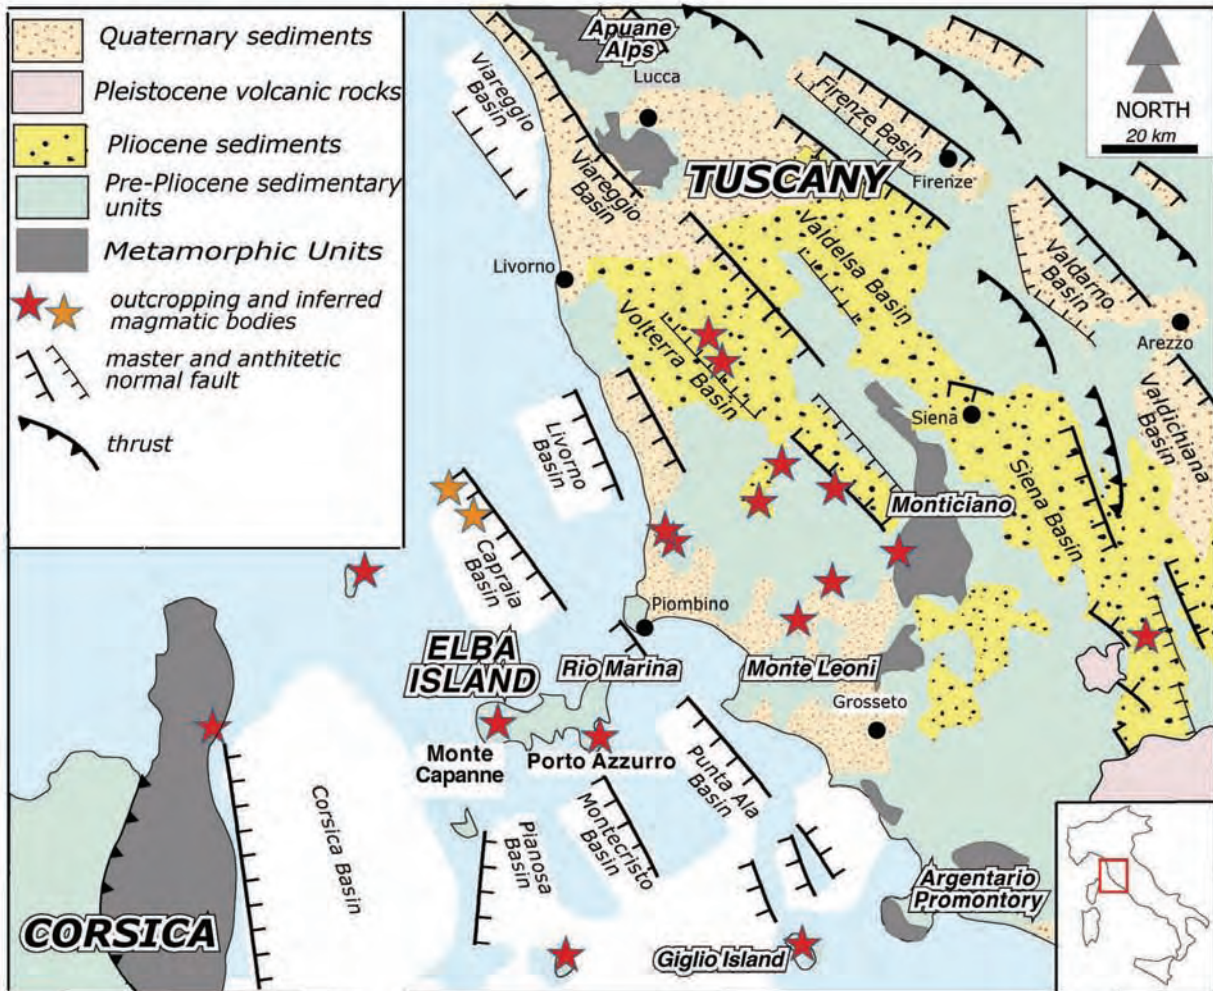 Quaternary sediments
Pleistocene volcanic rocks
Pliocene sediments
Pre-Pliocene sedimentary
units
Metamorphic Units
outcropping and inferred
magmatic bodies
master and anthitetic
normal fault
thrust
Apuane
Alps
Lucca
NORTH
20 km
Viareggio
Basin
Viareggio
Basin
Firenze Basin
Firenze
TUSCANY
Livorno
Valdelsa Basin
Valdarno
Basin
Arezzo
Volterra Basin
Valdichiana
Basin
Siena
Siena Basin
Livorno
Basin
Monticiano
Capraia
Basin
Piombino
ELBA
ISLAND
Rio Marina
Monte Leoni
Grosseto
Monte
Capanne
Porto Azzurro
Punta Ala
Basin
Corsica Basin
Pianosa
Basin
Montecristo
Basin
Argentario
Promontory
CORSICA
Giglio Island